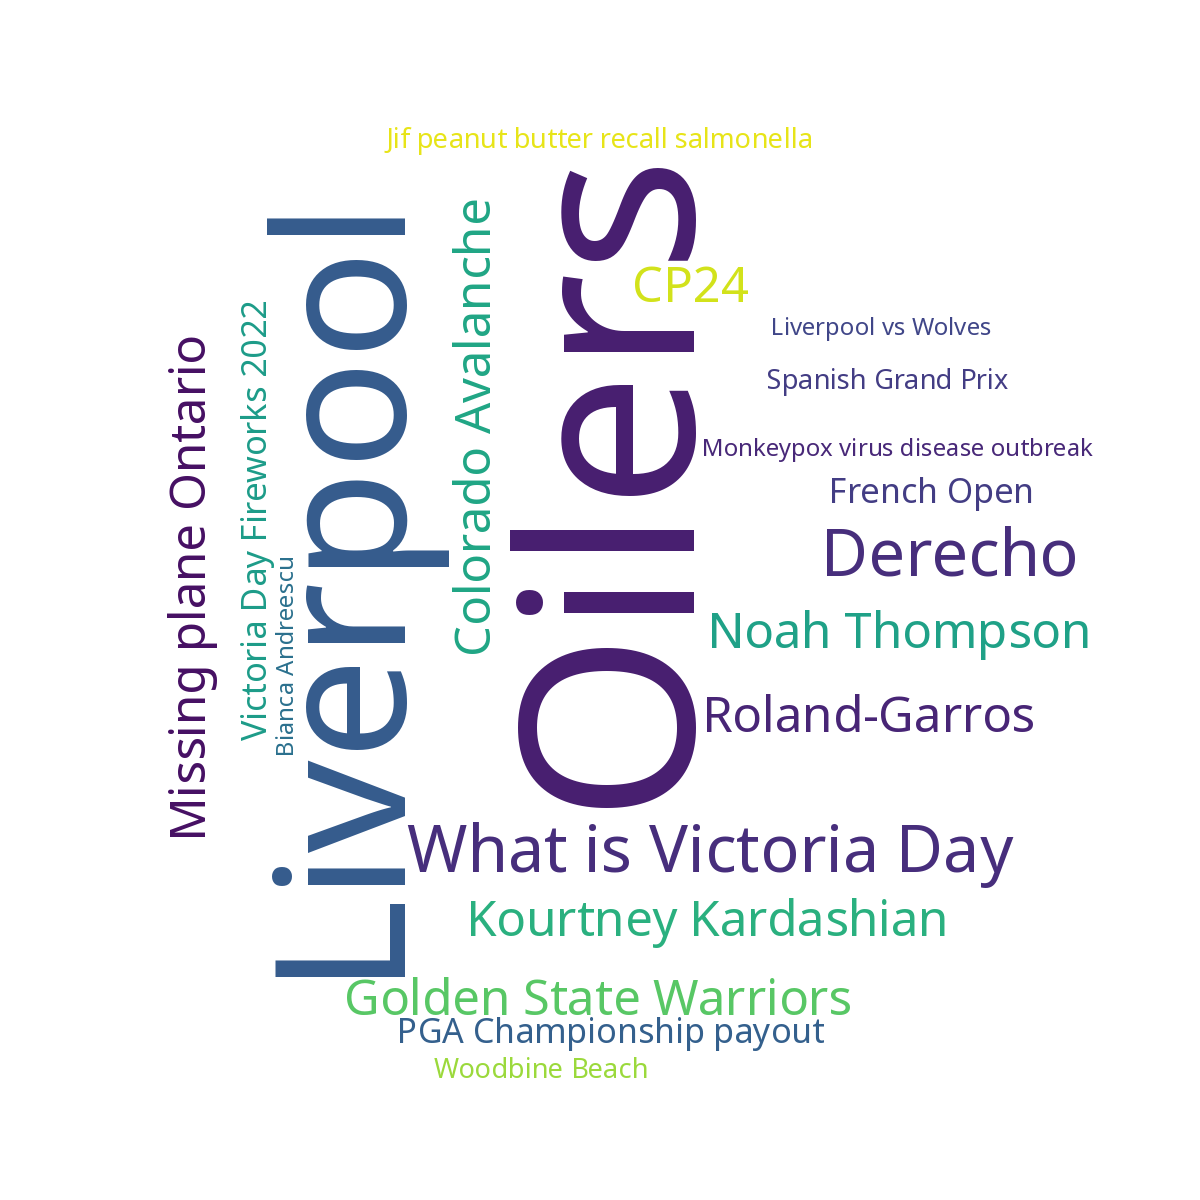 Jif peanut butter recall salmonella
Oilers
Liverpool
Colorado Avalanche
CP24
Missing plane Ontario
Victoria Day Fireworks 2022
Bianca Andreescu
Liverpool vs Wolves
Spanish Grand Prix
Monkeypox virus disease outbreak
French Open
Derecho
Noah Thompson
Roland-Garros
What is Victoria Day
Kourtney Kardashian
Golden State Warriors
PGA Championship payout
Woodbine Beach